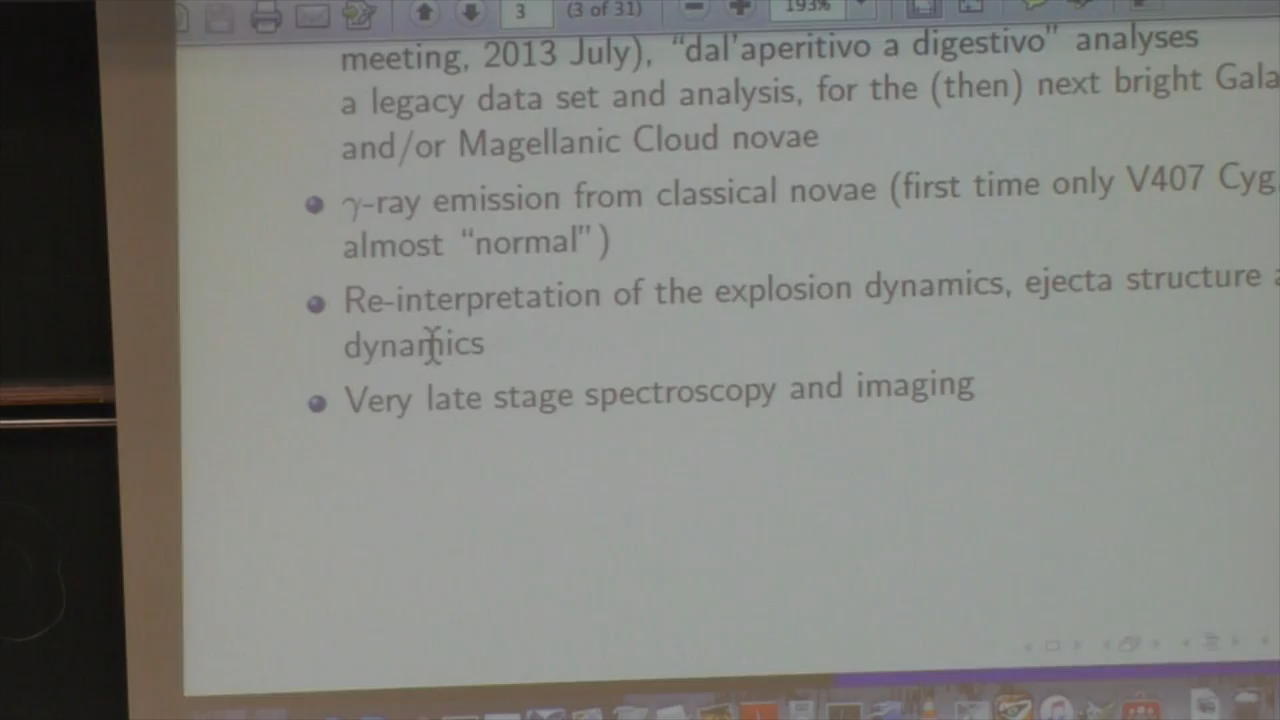 3 (3 of 31) 193%
meeting, 2013 July), “dal'aperitivo a digestivo” analyses
a legacy data set and analysis, for the (then) next bright Gala
and/or Magellanic Cloud novae
γ-ray emission from classical novae (first time only V407 Cyg,
almost “normal”)
Re-interpretation of the explosion dynamics, ejecta structure a
dynamics
Very late stage spectroscopy and imaging